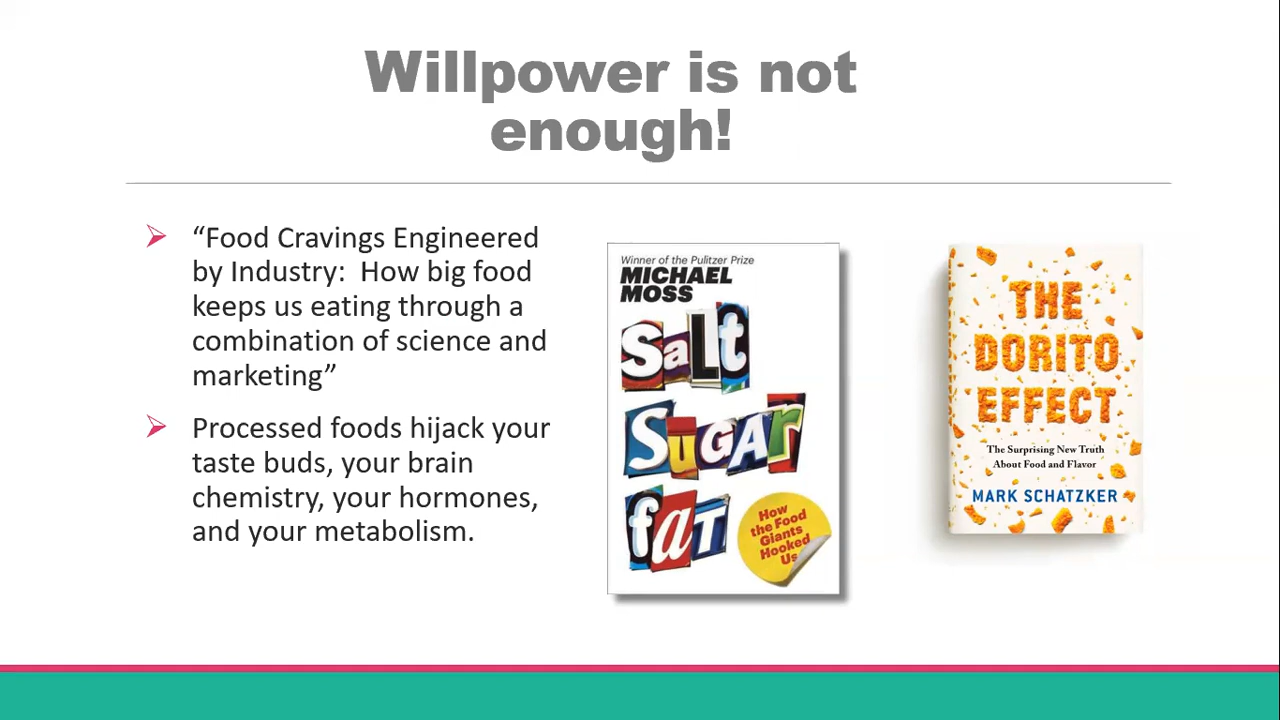 Willpower is not
enough!
“Food Cravings Engineered
by Industry:  How big food
keeps us eating through a
combination of science and
marketing”
Processed foods hijack your
taste buds, your brain
chemistry, your hormones,
and your metabolism.
Winner of the Pulitzer Prize
MICHAEL
MOSS
Salt
SUGAr
faT
How
the Food
Giants
Hooked
Us
THE
DORITO
EFFECT
The Surprising New Truth
About Food and Flavor
MARK SCHATZKER